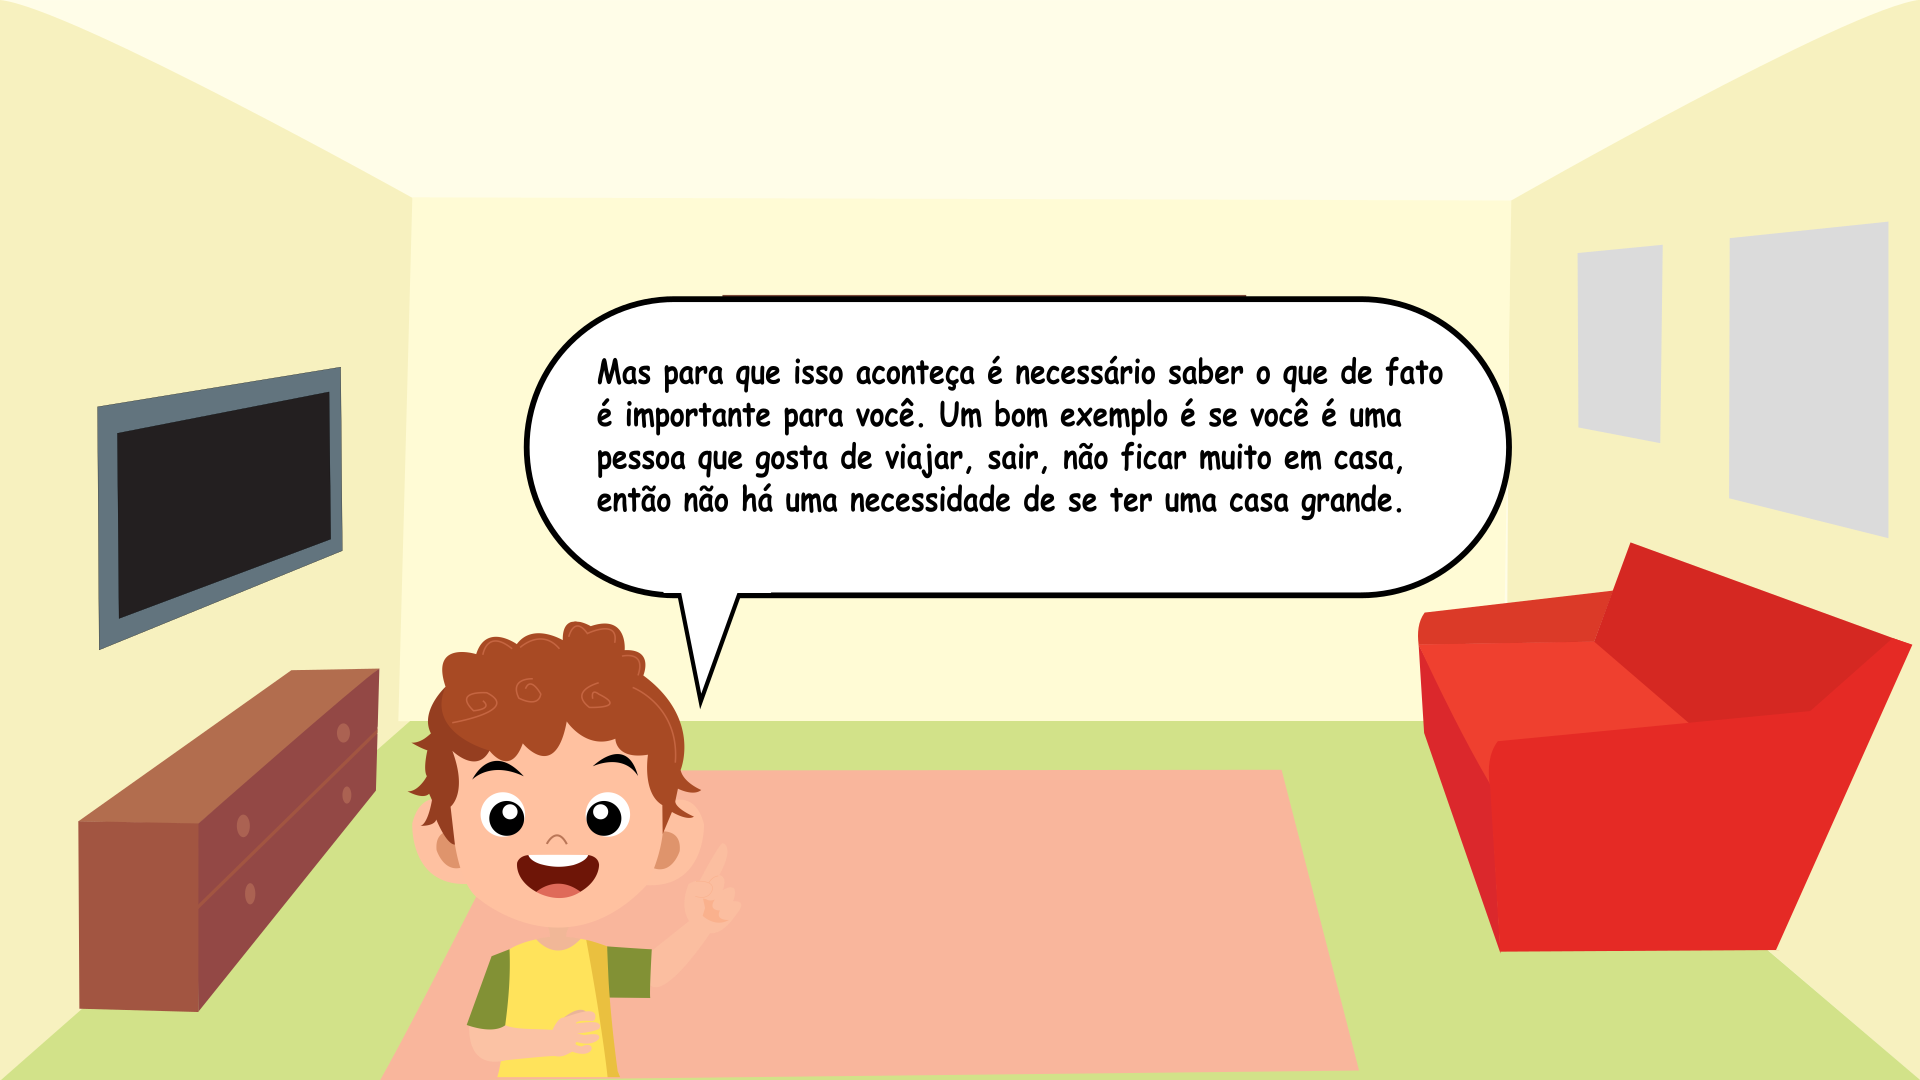 Mas para que isso aconteça é necessário saber o que de fato
é importante para você. Um bom exemplo é se você é uma
pessoa que gosta de viajar, sair, não ficar muito em casa,
então não há uma necessidade de se ter uma casa grande.